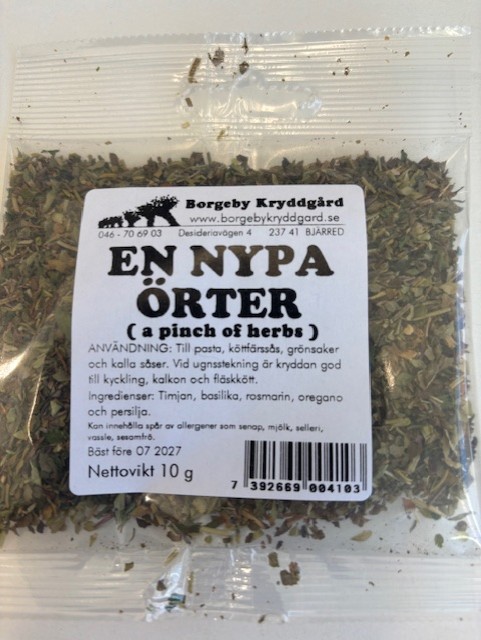 Borgeby Kryddgård
www.borgebykryddgard.se
046 - 70 69 03 Desideriavägen 4 237 41 BJÄRRED
EN NYPA
ÖRTER
( a pinch of herbs )
ANVÄNDNING: Till pasta, köttfärssås, grönsaker
och kalla såser. Vid ugnsstekning är kryddan god
till kyckling, kalkon och fläskkött.
Ingredienser: Timjan, basilika, rosmarin, oregano
och persilja.
Kan innehålla spår av allergener som senap, mjölk, selleri,
vassle, sesamfrö.
Bäst före 07 2027
Nettovikt 10 g
7 392669 004103